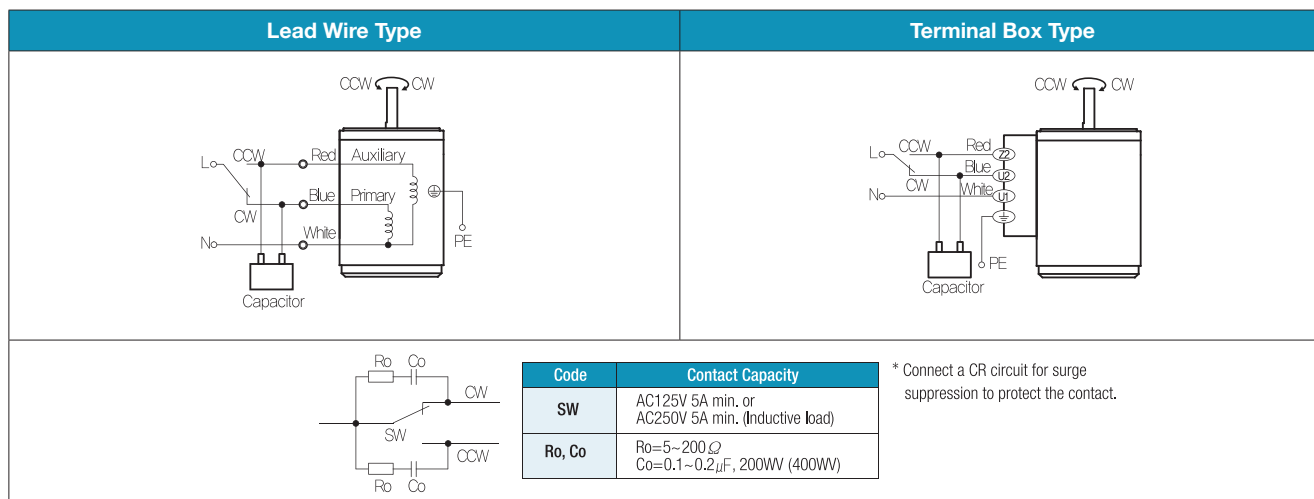 Lead Wire Type
Terminal Box Type
CCW CW
L
CCW
Red
Auxiliary
Blue
Primary
CW
White
N
PE
Capacitor
CCW CW
L
CCW
Red
Z2
Blue
U2
CW
White
U1
N
PE
Capacitor
Ro Co
CW
SW
CCW
Ro Co
Code
Contact Capacity
SW
AC125V 5A min. or
AC250V 5A min. (Inductive load)
Ro, Co
Ro=5~200Ω
Co=0.1~0.2µF, 200WV (400WV)
* Connect a CR circuit for surge
suppression to protect the contact.